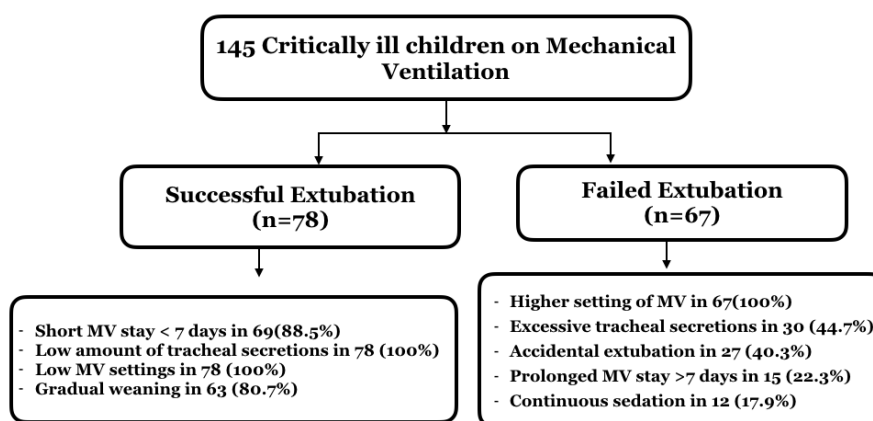 145 Critically ill children on Mechanical
Ventilation
Successful Extubation
(n=78)
Failed Extubation
(n=67)
- Short MV stay < 7 days in 69(88.5%)
- Low amount of tracheal secretions in 78 (100%)
- Low MV settings in 78 (100%)
- Gradual weaning in 63 (80.7%)
- Higher setting of MV in 67(100%)
- Excessive tracheal secretions in 30 (44.7%)
- Accidental extubation in 27 (40.3%)
- Prolonged MV stay >7 days in 15 (22.3%)
- Continuous sedation in 12 (17.9%)